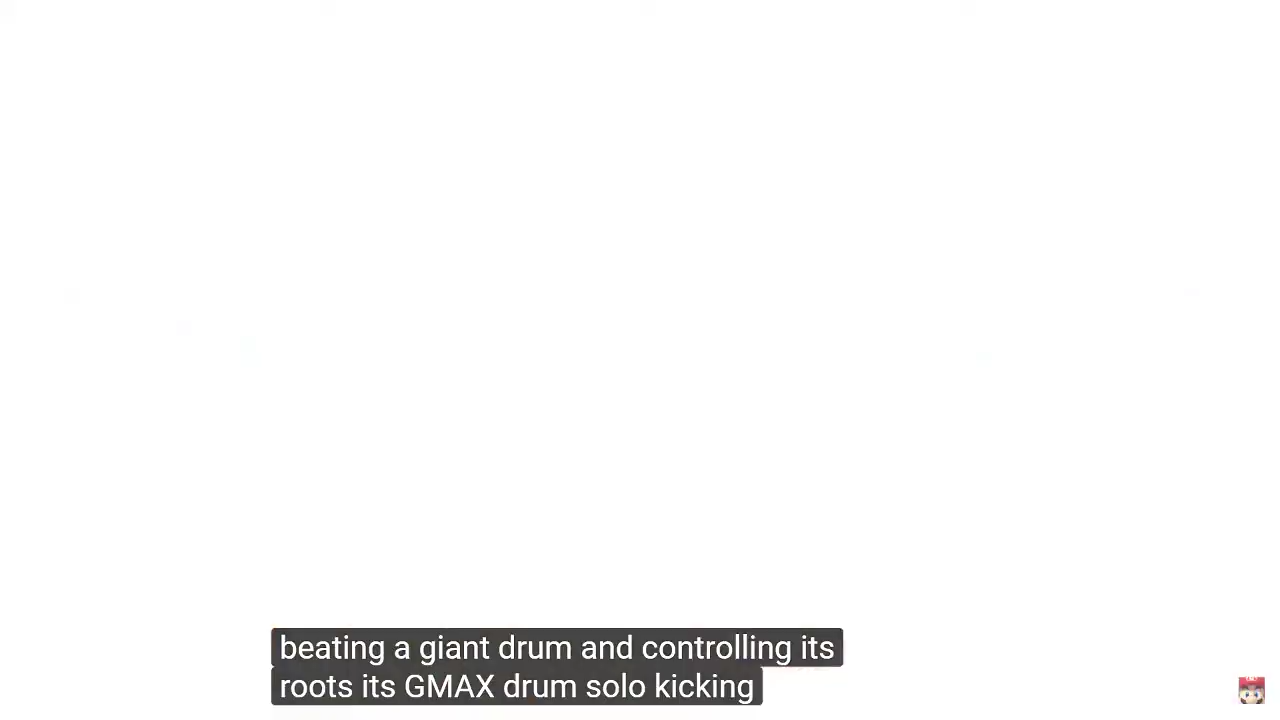 beating a giant drum and controlling its
roots its GMAX drum solo kicking